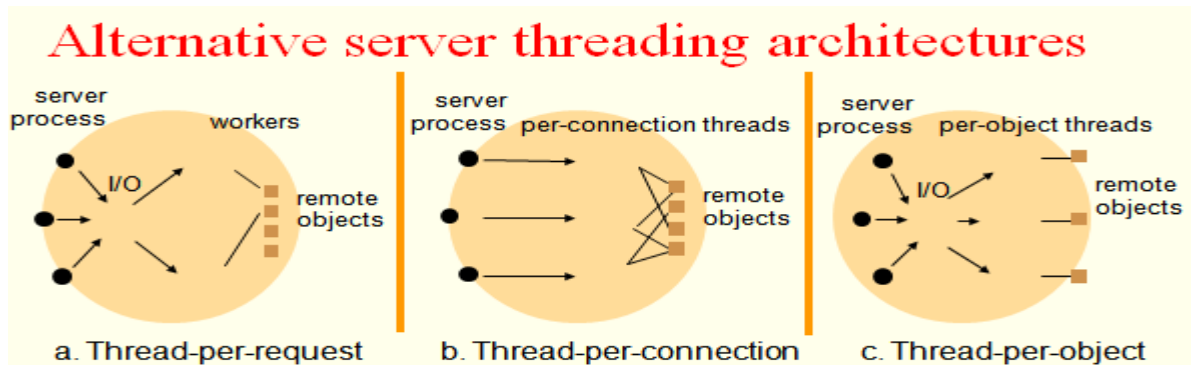 Alternative server threading architectures
server
process
workers
I/O
remote
objects
a. Thread-per-request
server
process
per-connection threads
remote
objects
b. Thread-per-connection
server
process
per-object threads
I/O
remote
objects
c. Thread-per-object